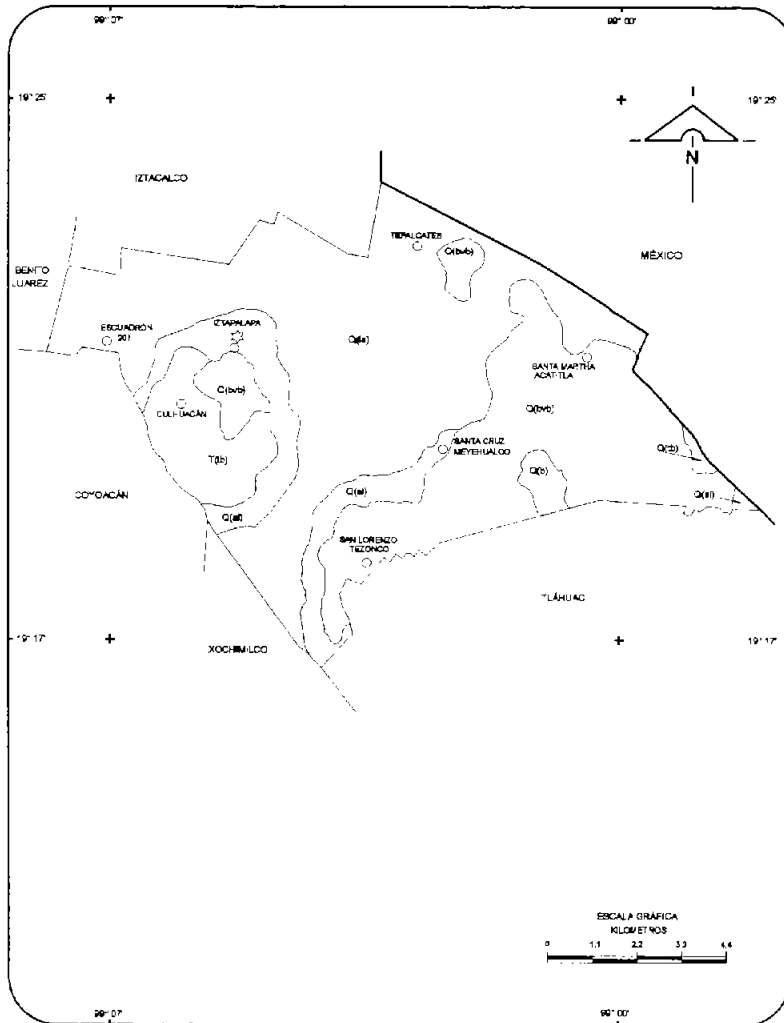 99°07'
99°00'
19°25'
19°25'
N
IZTACALCO
TEPALCATES
Q(bvb)
MÉXICO
BENITO
JUAREZ
ESCUADRÓN
201
IZTAPALAPA
Q(la)
SANTA MARTHA
ACATITLA
Q(bvb)
CULHUACÁN
Q(bvb)
SANTA CRUZ
MEYEHUALCO
T(b)
Q(b)
COYOACÁN
Q(al)
Q(al)
Q(al)
SAN LORENZO
TEZONCO
TLÁHUAC
19°17'
19°17'
XOCHIMILCO
ESCALA GRÁFICA
KILOMETROS
0 1.1 2.2 3.3 4.4
99°07'
99°00'